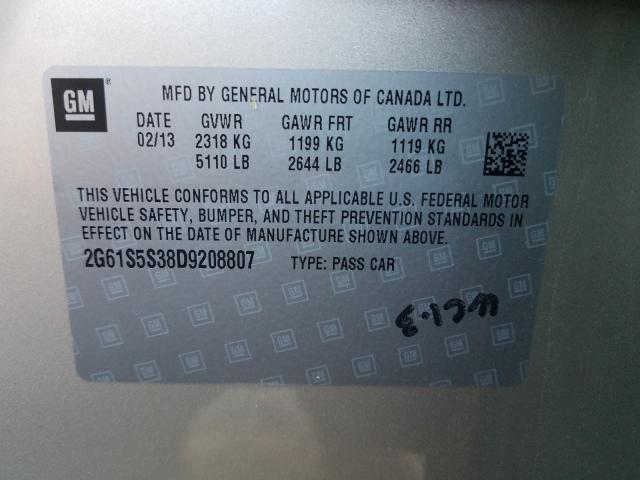 GM ®
MFD BY GENERAL MOTORS OF CANADA LTD.
DATE GVWR GAWR FRT GAWR RR
02/13 2318 KG 1199 KG 1119 KG
5110 LB 2644 LB 2466 LB
THIS VEHICLE CONFORMS TO ALL APPLICABLE U.S. FEDERAL MOTOR
VEHICLE SAFETY, BUMPER, AND THEFT PREVENTION STANDARDS IN
EFFECT ON THE DATE OF MANUFACTURE SHOWN ABOVE.
2G61S5S38D9208807 TYPE: PASS CAR